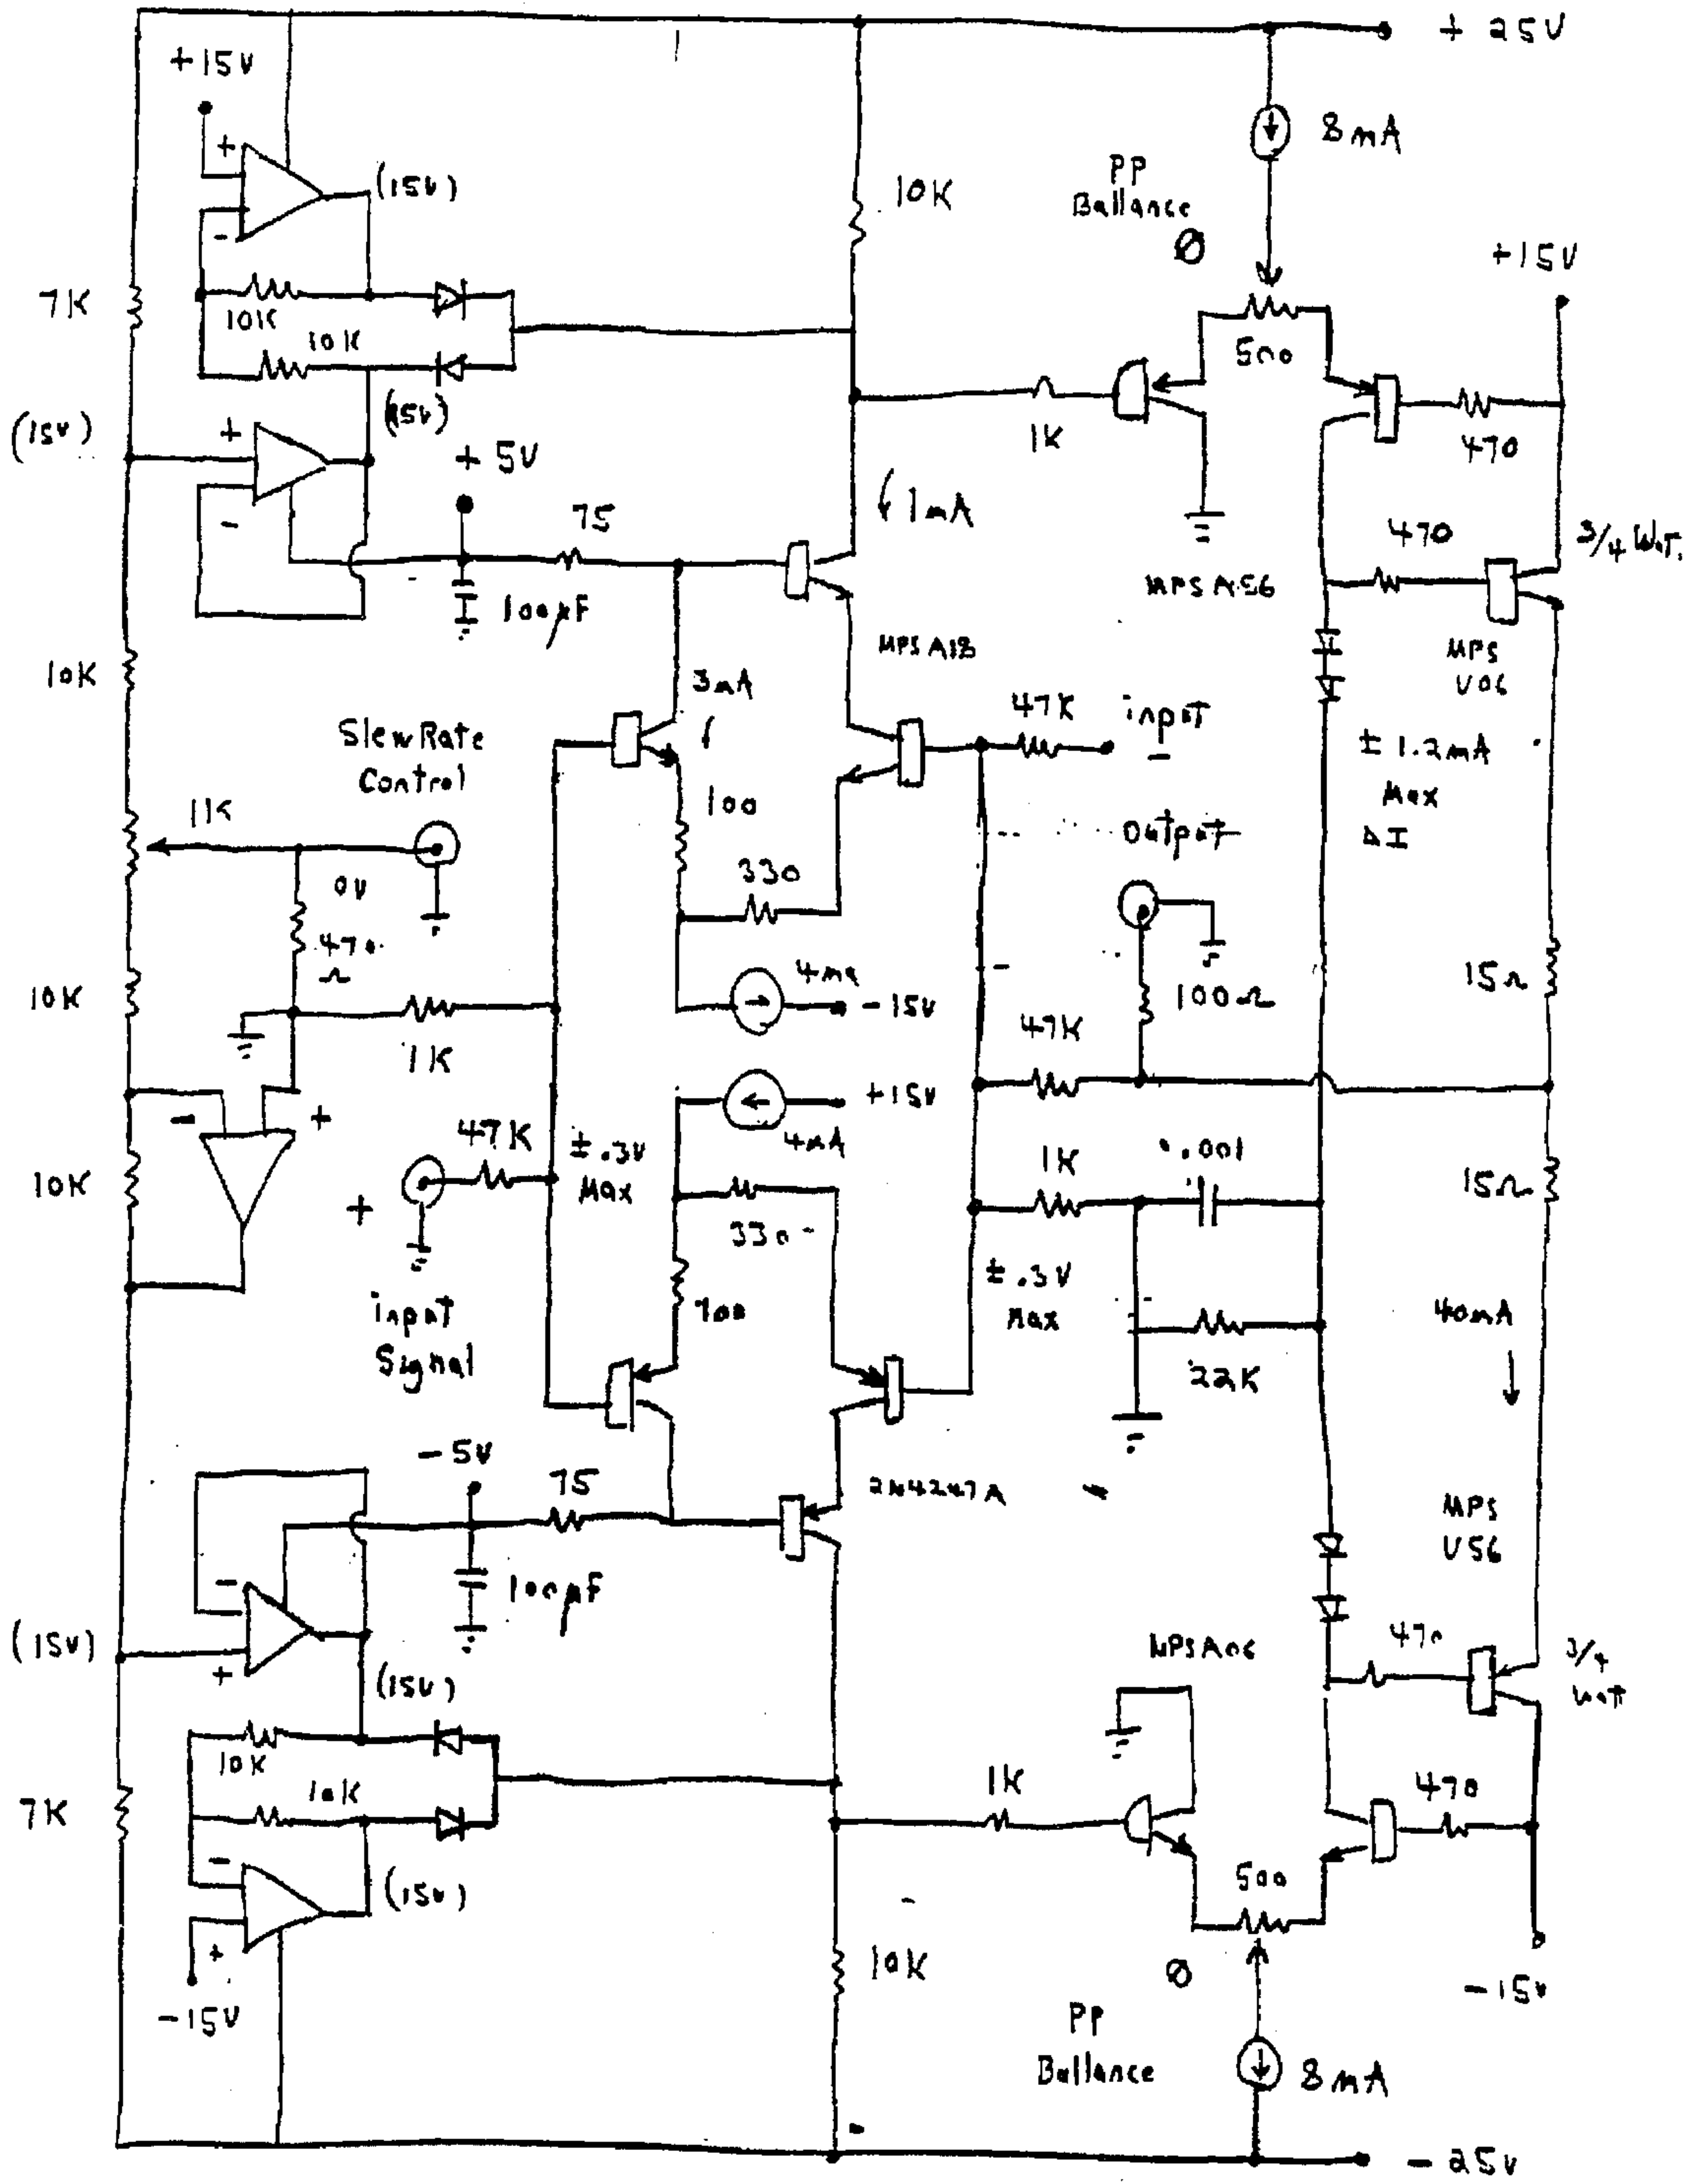 + 25V
+15V
+
(15V)
8mA
PP
Ballance
Ø
10K
-
+15V
7K
10K
10K
500
(15V)
(15V)
+
1K
470
+ 5V
1mA
-
75
470
3/4 Wat.
100µF
MPS A56
MPS A18
MPS
U06
10K
3mA
47K
input
-
Slew Rate
Control
± 1.2mA
Max
ΔI
1K
100
Output
0V
330
470
Ω
4ma
-15V
100Ω
15Ω
10K
47K
1K
+15V
-
+
4mA
47K
± .3V
Max
1K
.001
10K
15Ω
+
330
± .3V
Max
input
Signal
100
22K
40mA
- 5V
75
2N4247A
MPS
U56
-
100µF
(15V)
+
MPSA06
470
3/4
watt
(15V)
10K
10K
1K
470
7K
-
500
(15V)
+
10K
Ø
-15V
-15V
PP
Ballance
8mA
- 25V